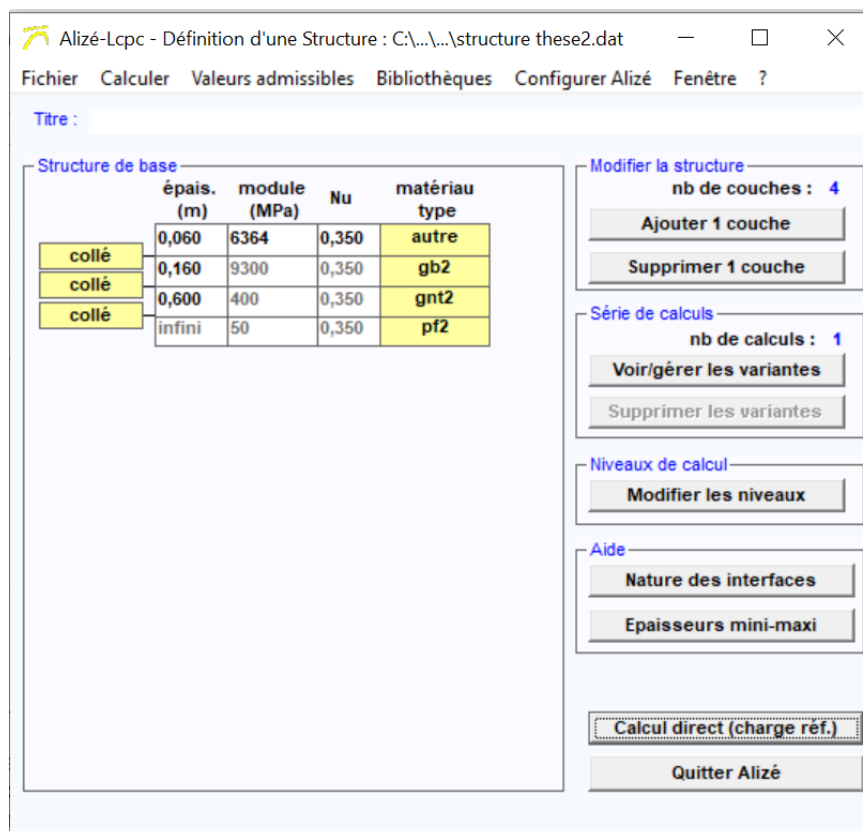 Alizé-Lcpc - Définition d'une Structure : C:\...\...\structure these2.dat
Fichier Calculer Valeurs admissibles Bibliothèques Configurer Alizé Fenêtre ?
Titre :
Structure de base
épais. (m) module (MPa) Nu matériau type
0,060 6364 0,350 autre
collé
0,160 9300 0,350 gb2
collé
0,600 400 0,350 gnt2
collé
infini 50 0,350 pf2
Modifier la structure
nb de couches : 4
Ajouter 1 couche
Supprimer 1 couche
Série de calculs
nb de calculs : 1
Voir/gérer les variantes
Supprimer les variantes
Niveaux de calcul
Modifier les niveaux
Aide
Nature des interfaces
Epaisseurs mini-maxi
Calcul direct (charge réf.)
Quitter Alizé